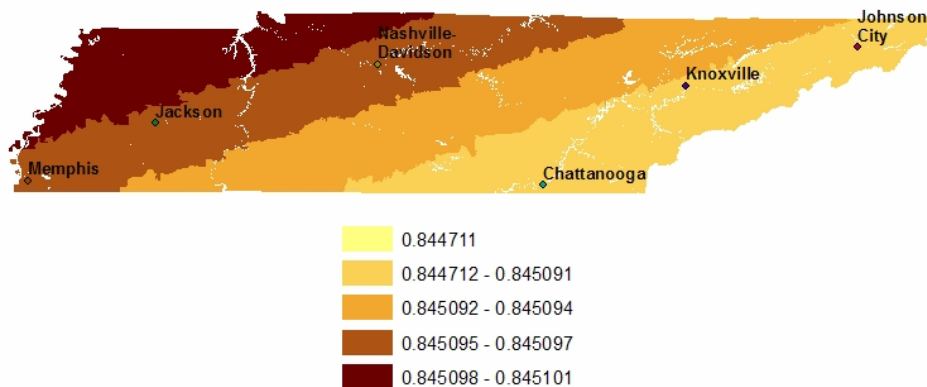 Johnson
City
Nashville-
Davidson
Knoxville
Jackson
Memphis
Chattanooga
0.844711
0.844712 - 0.845091
0.845092 - 0.845094
0.845095 - 0.845097
0.845098 - 0.845101